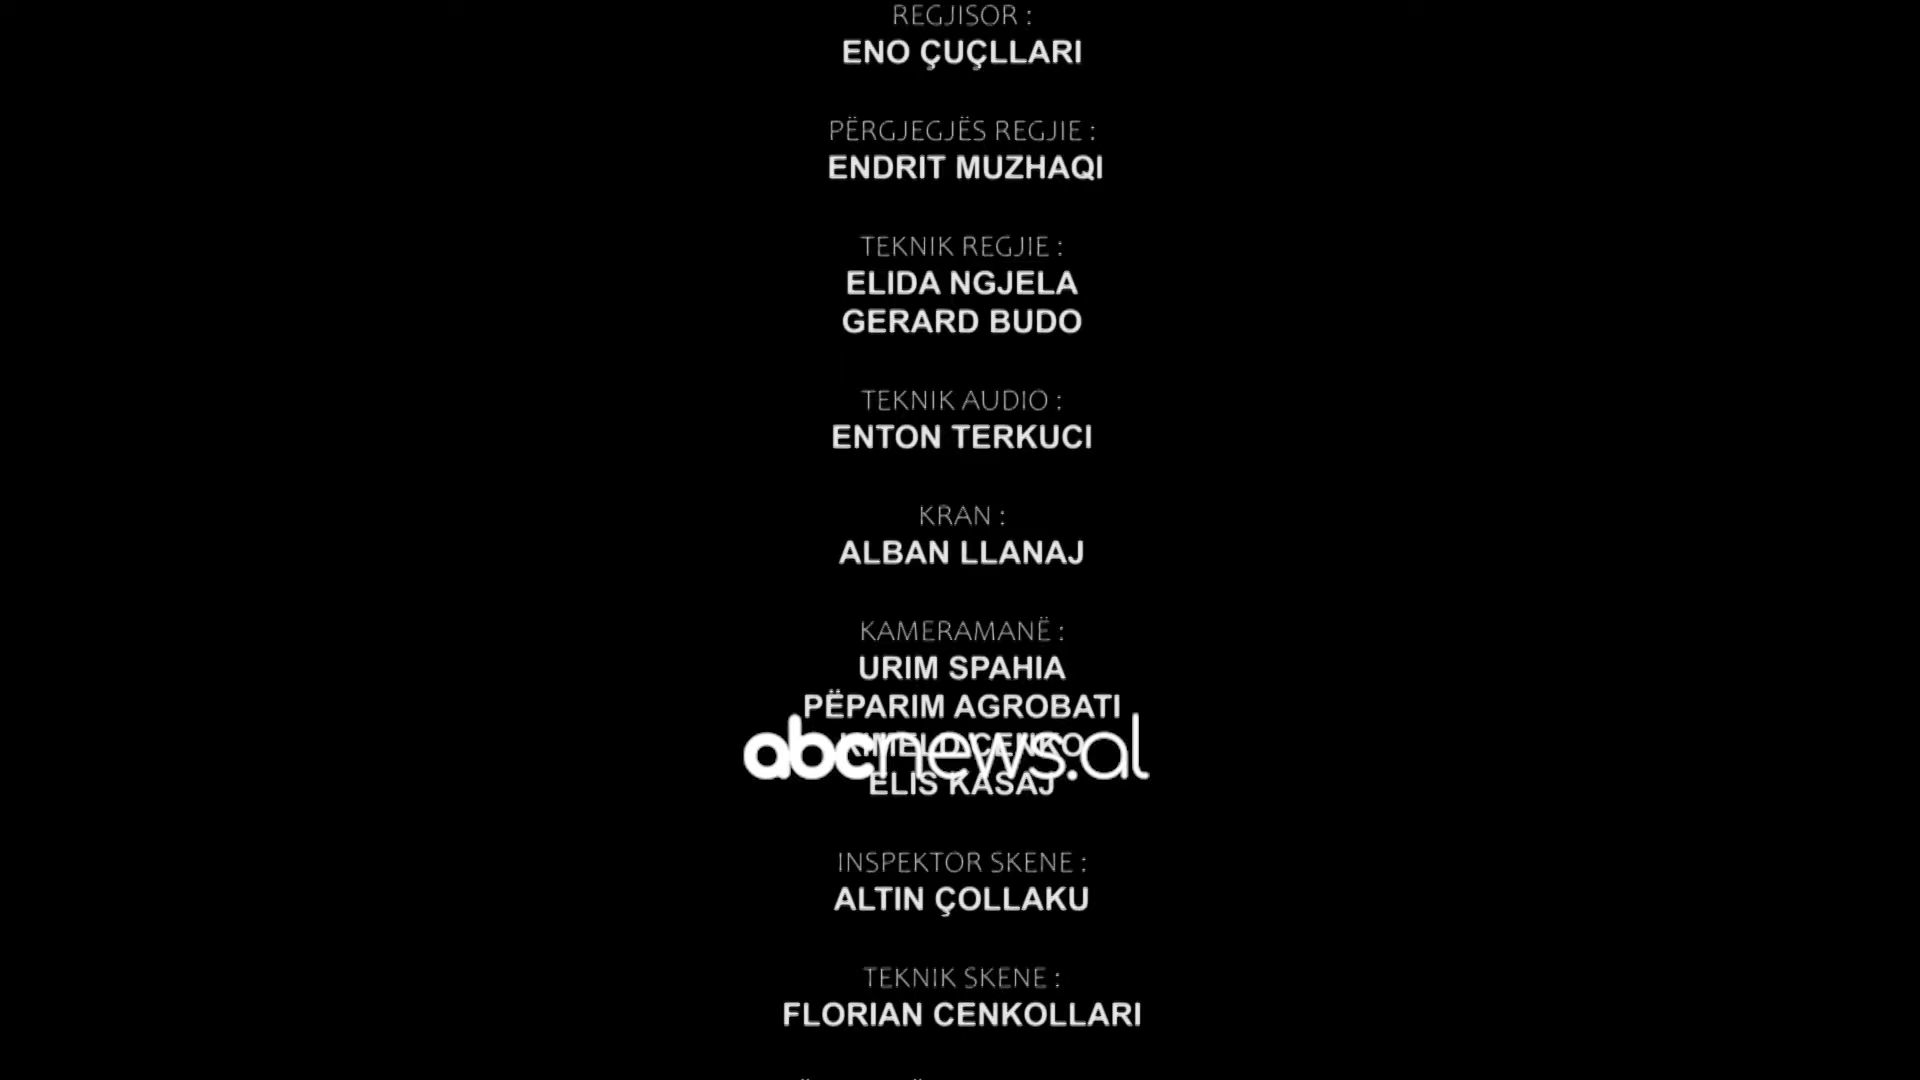 REGJISOR :
ENO ÇUÇLLARI
PËRGJEGJËS REGJIE :
ENDRIT MUZHAQI
TEKNIK REGJIE :
ELIDA NGJELA
GERARD BUDO
TEKNIK AUDIO :
ENTON TERKUCI
KRAN :
ALBAN LLANAJ
KAMERAMANË :
URIM SPAHIA
PËPARIM AGROBATI
abcnews.al
ELIS KASAJ
INSPEKTOR SKENE :
ALTIN ÇOLLAKU
TEKNIK SKENE :
FLORIAN CENKOLLARI